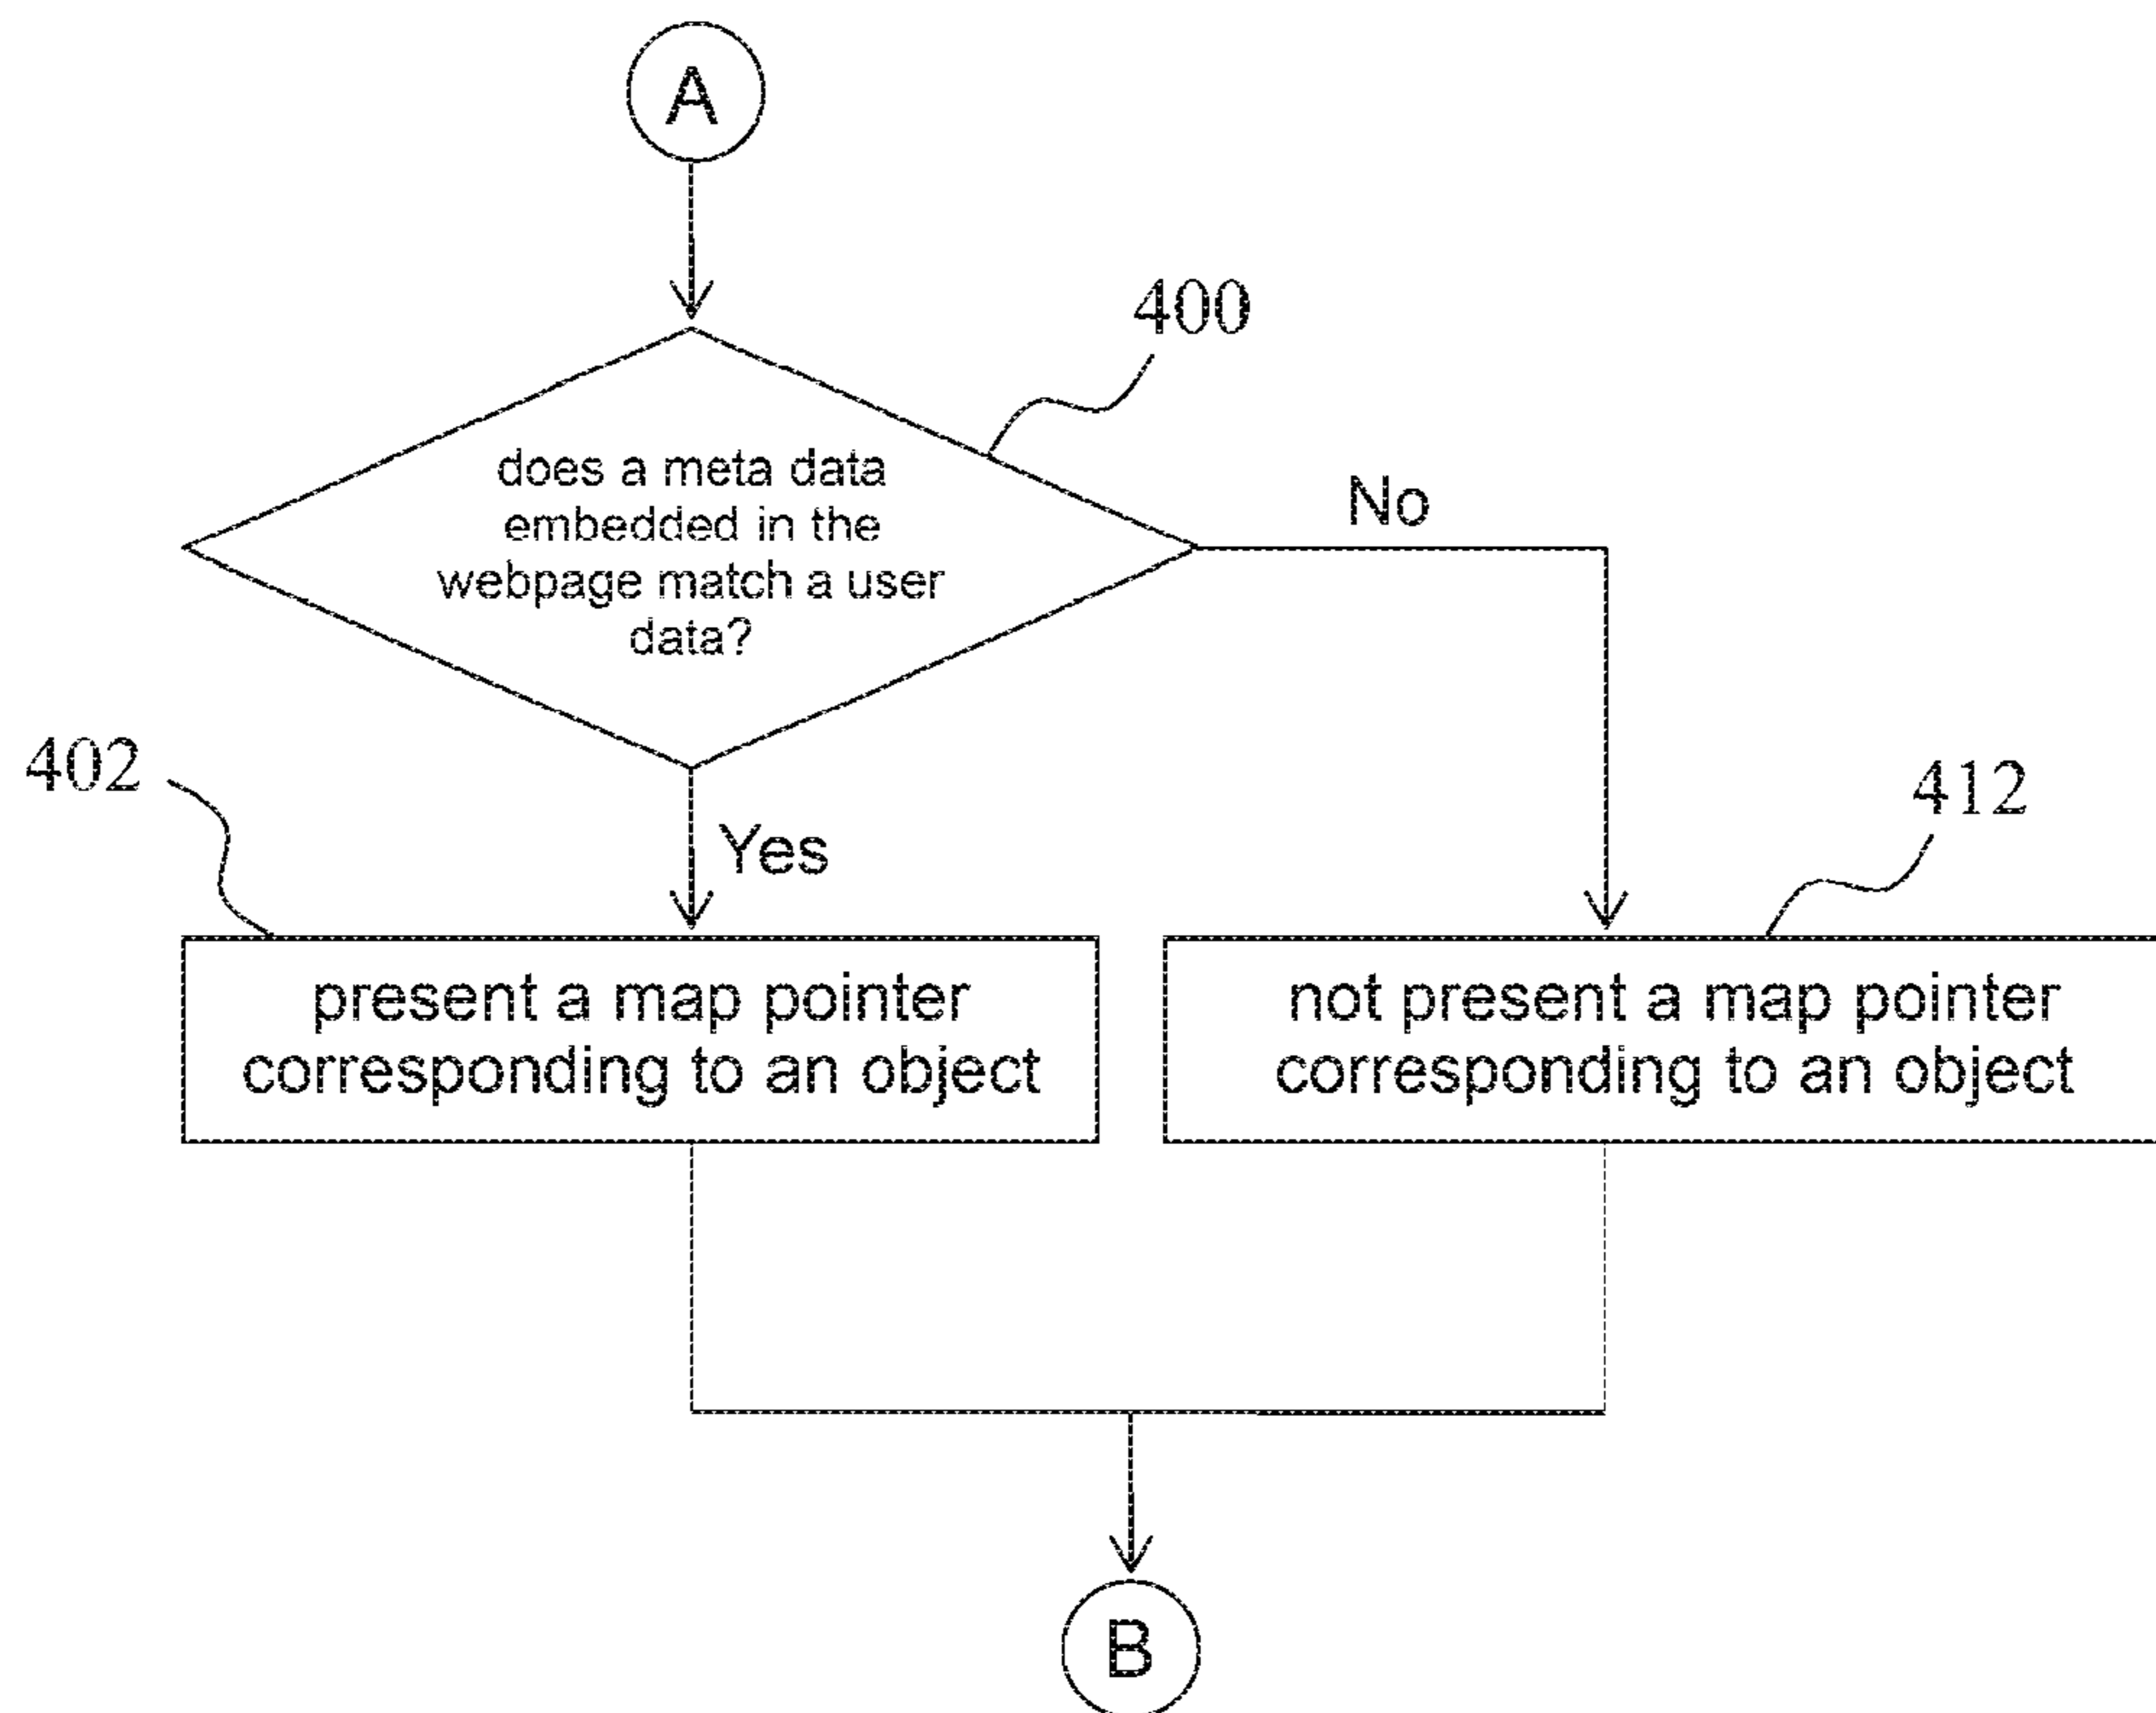 A
400
does a meta data
embedded in the
webpage match a user
data?
No
402
Yes
412
present a map pointer
corresponding to an object
not present a map pointer
corresponding to an object
B